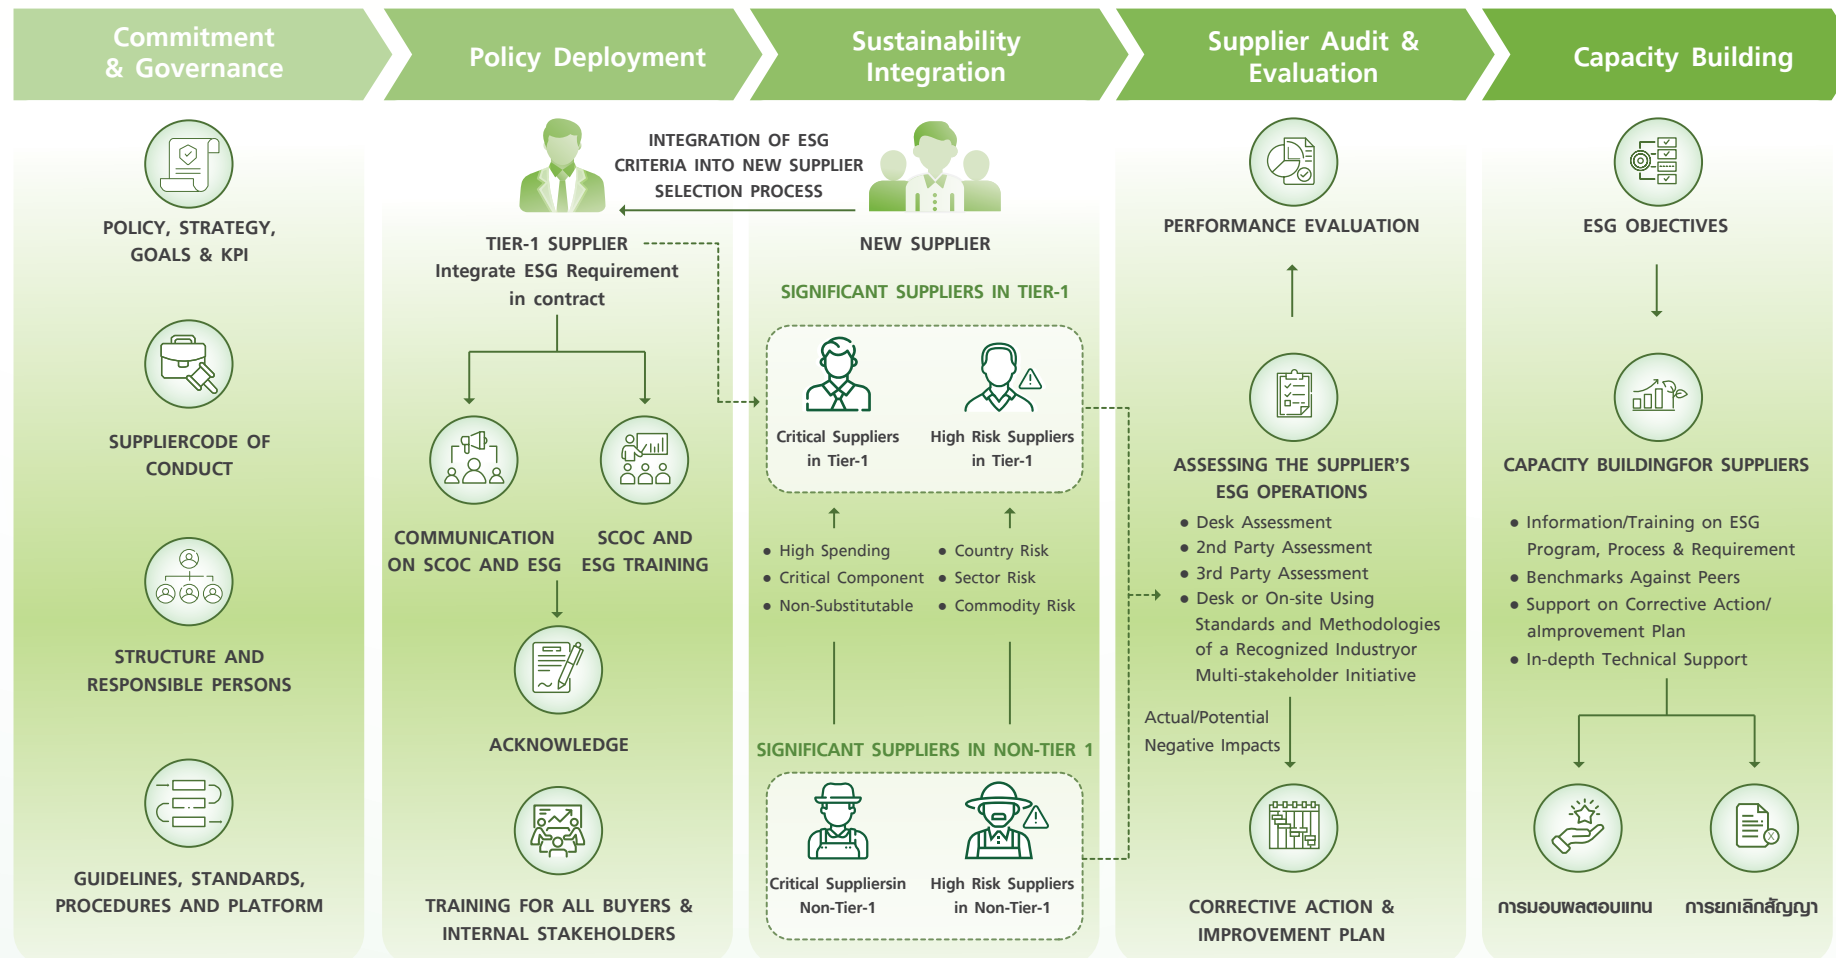 Commitment
& Governance
Policy Deployment
Sustainability
Integration
Supplier Audit &
Evaluation
Capacity Building
POLICY, STRATEGY,
GOALS & KPI
SUPPLIERCODE OF
CONDUCT
STRUCTURE AND
RESPONSIBLE PERSONS
GUIDELINES, STANDARDS,
PROCEDURES AND PLATFORM
INTEGRATION OF ESG
CRITERIA INTO NEW SUPPLIER
SELECTION PROCESS
TIER-1 SUPPLIER
Integrate ESG Requirement
in contract
COMMUNICATION
ON SCOC AND ESG
SCOC AND
ESG TRAINING
ACKNOWLEDGE
TRAINING FOR ALL BUYERS &
INTERNAL STAKEHOLDERS
NEW SUPPLIER
SIGNIFICANT SUPPLIERS IN TIER-1
Critical Suppliers
in Tier-1
High Risk Suppliers
in Tier-1
• High Spending
• Critical Component
• Non-Substitutable
• Country Risk
• Sector Risk
• Commodity Risk
SIGNIFICANT SUPPLIERS IN NON-TIER 1
Critical Suppliersin
Non-Tier-1
High Risk Suppliers
in Non-Tier-1
PERFORMANCE EVALUATION
ASSESSING THE SUPPLIER'S
ESG OPERATIONS
• Desk Assessment
• 2nd Party Assessment
• 3rd Party Assessment
• Desk or On-site Using
Standards and Methodologies
of a Recognized Industryor
Multi-stakeholder Initiative
Actual/Potential
Negative Impacts
CORRECTIVE ACTION &
IMPROVEMENT PLAN
ESG OBJECTIVES
CAPACITY BUILDINGFOR SUPPLIERS
• Information/Training on ESG
Program, Process & Requirement
• Benchmarks Against Peers
• Support on Corrective Action/
aImprovement Plan
• In-depth Technical Support
การมอบผลตอบแทน
การยกเลิกสัญญา